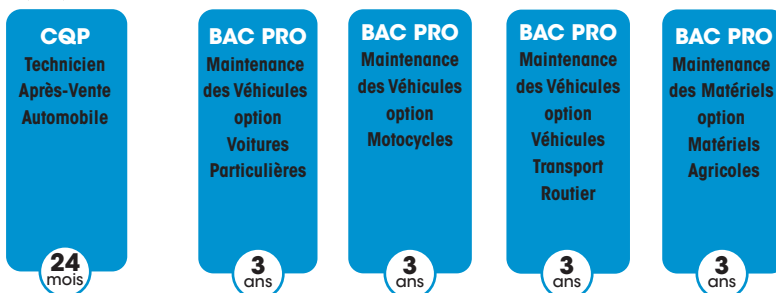 CQP
Technicien
Après-Vente
Automobile
24
mois
BAC PRO
Maintenance
des Véhicules
option
Voitures
Particulières
3
ans
BAC PRO
Maintenance
des Véhicules
option
Motocycles
3
ans
BAC PRO
Maintenance
des Véhicules
option
Véhicules
Transport
Routier
3
ans
BAC PRO
Maintenance
des Matériels
option
Matériels
Agricoles
3
ans